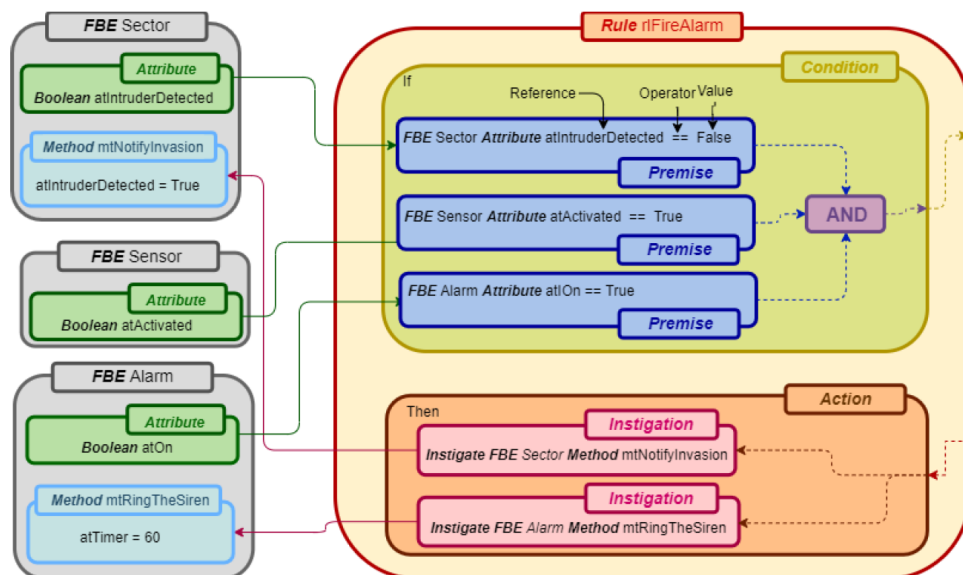 FBE Sector
Attribute
Boolean atIntruderDetected
Method mtNotifyInvasion
atIntruderDetected = True
FBE Sensor
Attribute
Boolean atActivated
FBE Alarm
Attribute
Boolean atOn
Method mtRingTheSiren
atTimer = 60
Rule rlFireAlarm
Condition
If
Reference
Operator
Value
FBE Sector Attribute atIntruderDetected == False
Premise
FBE Sensor Attribute atActivated == True
Premise
FBE Alarm Attribute atIOn == True
Premise
AND
Action
Then
Instigation
Instigate FBE Sector Method mtNotifyInvasion
Instigation
Instigate FBE Alarm Method mtRingTheSiren